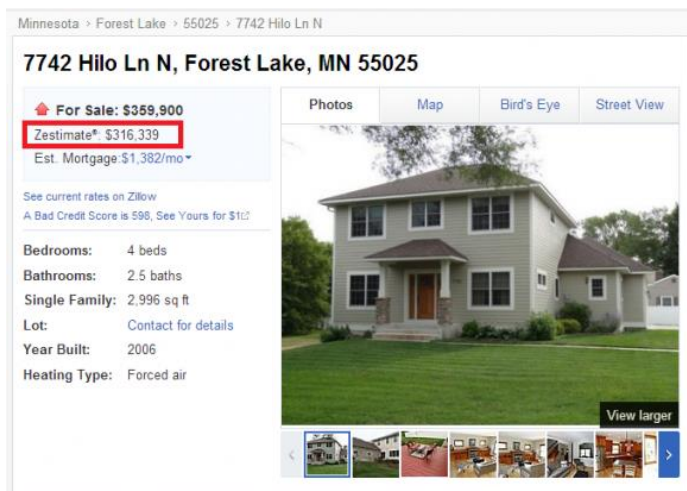 Minnesota › Forest Lake › 55025 › 7742 Hilo Ln N
7742 Hilo Ln N, Forest Lake, MN 55025
For Sale: $359,900
Zestimate®: $316,339
Est. Mortgage:$1,382/mo
See current rates on Zillow
A Bad Credit Score is 598, See Yours for $1
Bedrooms: 4 beds
Bathrooms: 2.5 baths
Single Family: 2,996 sq ft
Lot: Contact for details
Year Built: 2006
Heating Type: Forced air
Photos Map Bird's Eye Street View
View larger